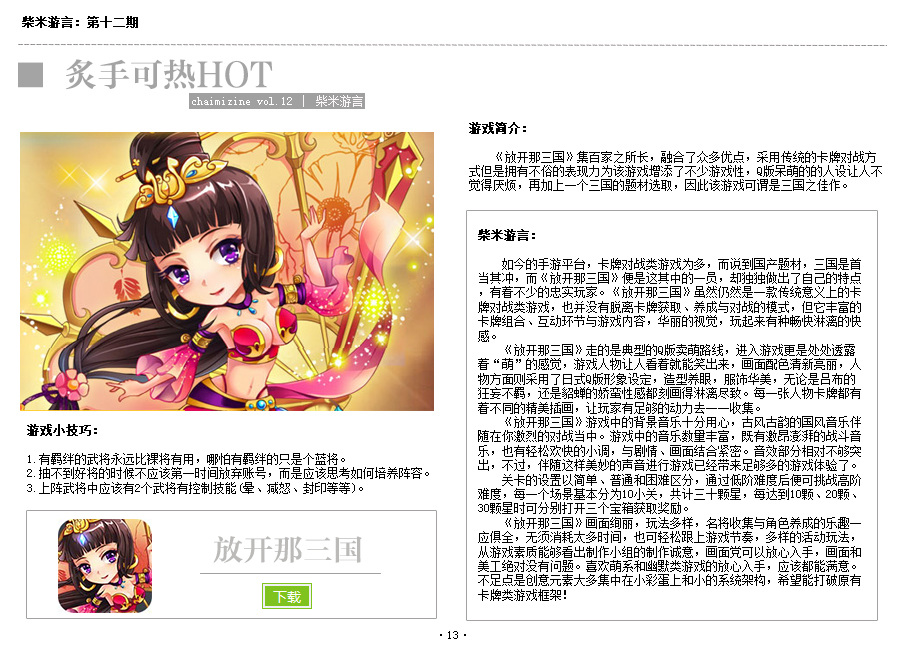 柴米游言：第十二期
炙手可热HOT
chaimizine vol.12 | 柴米游言
游戏小技巧：
1.有羁绊的武将永远比裸将有用，哪怕有羁绊的只是个蓝将。
2.抽不到好将的时候不应该第一时间放弃账号，而是应该思考如何培养阵容。
3.上阵武将中应该有2个武将有控制技能(晕、减怒、封印等等)。
放开那三国
下载
游戏简介：
《放开那三国》集百家之所长，融合了众多优点，采用传统的卡牌对战方
式但是拥有不俗的表现力为该游戏增添了不少游戏性，Q版呆萌的的人设让人不
觉得厌烦，再加上一个三国的题材选取，因此该游戏可谓是三国之佳作。
柴米游言：
如今的手游平台，卡牌对战类游戏为多，而说到国产题材，三国是首
当其冲，而《放开那三国》便是这其中的一员，却独独做出了自己的特点
，有着不少的忠实玩家。《放开那三国》虽然仍然是一款传统意义上的卡
牌对战类游戏，也并没有脱离卡牌获取、养成与对战的模式，但它丰富的
卡牌组合、互动环节与游戏内容，华丽的视觉，玩起来有种畅快淋漓的快
感。
《放开那三国》走的是典型的Q版卖萌路线，进入游戏更是处处透露
着“萌”的感觉，游戏人物让人看着就能笑出来，画面配色清新亮丽，人
物方面则采用了日式Q版形象设定，造型养眼，服饰华美，无论是吕布的
狂妄不羁，还是貂蝉的娇蛮性感都刻画得淋漓尽致。每一张人物卡牌都有
着不同的精美插画，让玩家有足够的动力去一一收集。
《放开那三国》游戏中的背景音乐十分用心，古风古韵的国风音乐伴
随在你激烈的对战当中。游戏中的音乐数量丰富，既有激昂澎湃的战斗音
乐，也有轻松欢快的小调，与剧情、画面结合紧密。音效部分相对不够突
出，不过，伴随这样美妙的声音进行游戏已经带来足够多的游戏体验了。
关卡的设置以简单、普通和困难区分，通过低阶难度后便可挑战高阶
难度，每一个场景基本分为10小关，共计三十颗星，每达到10颗、20颗、
30颗星时可分别打开三个宝箱获取奖励。
《放开那三国》画面绚丽，玩法多样，名将收集与角色养成的乐趣一
应俱全，无须消耗太多时间，也可轻松跟上游戏节奏，多样的活动玩法，
从游戏素质能够看出制作小组的制作诚意，画面党可以放心入手，画面和
美工绝对没有问题。喜欢萌系和幽默类游戏的放心入手，应该都能满意。
不足点是创意元素大多集中在小彩蛋上和小的系统架构，希望能打破原有
卡牌类游戏框架！
·13·